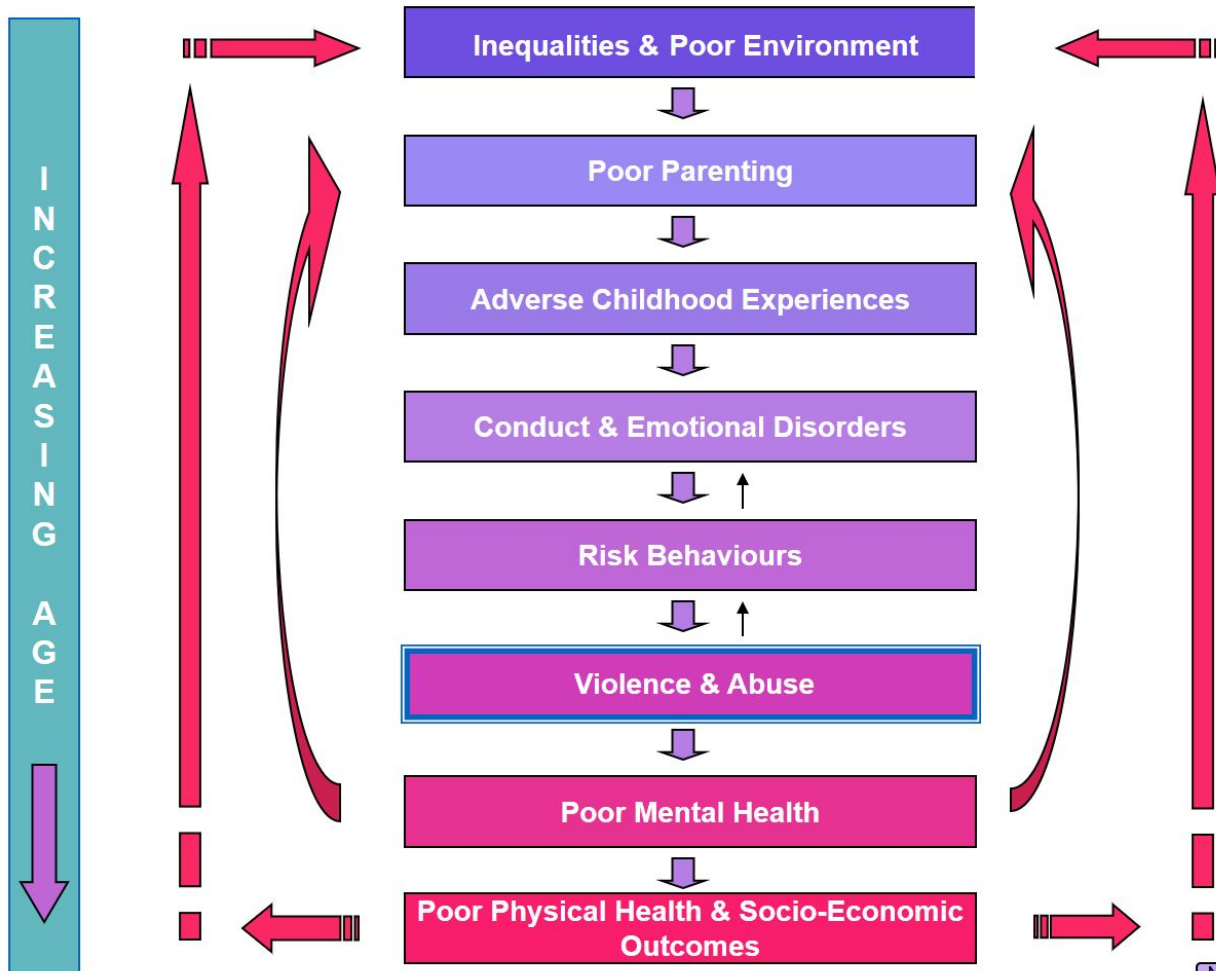 Inequalities & Poor Environment
Poor Parenting
Adverse Childhood Experiences
Conduct & Emotional Disorders
Risk Behaviours
Violence & Abuse
Poor Mental Health
Poor Physical Health & Socio-Economic
Outcomes
INCREASING AGE